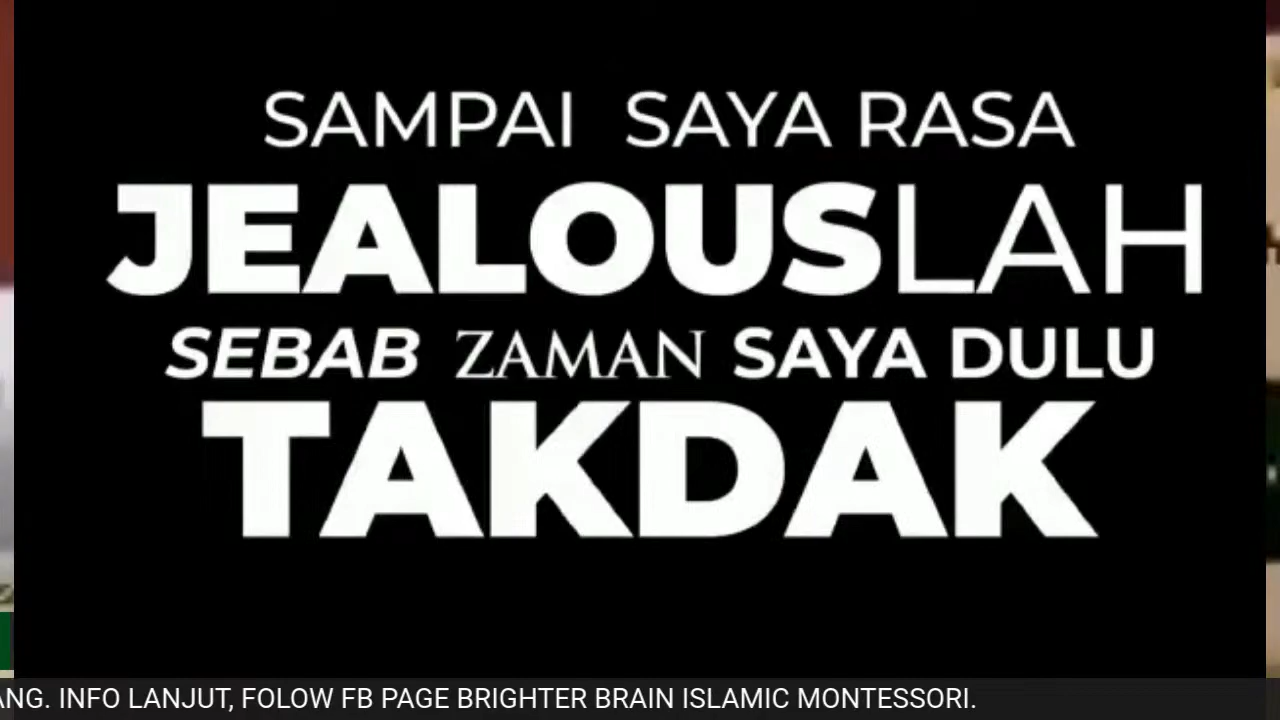 SAMPAI SAYA RASA
JEALOUSLAH
SEBAB ZAMAN SAYA DULU
TAKDAK
ANG. INFO LANJUT, FOLOW FB PAGE BRIGHTER BRAIN ISLAMIC MONTESSORI.